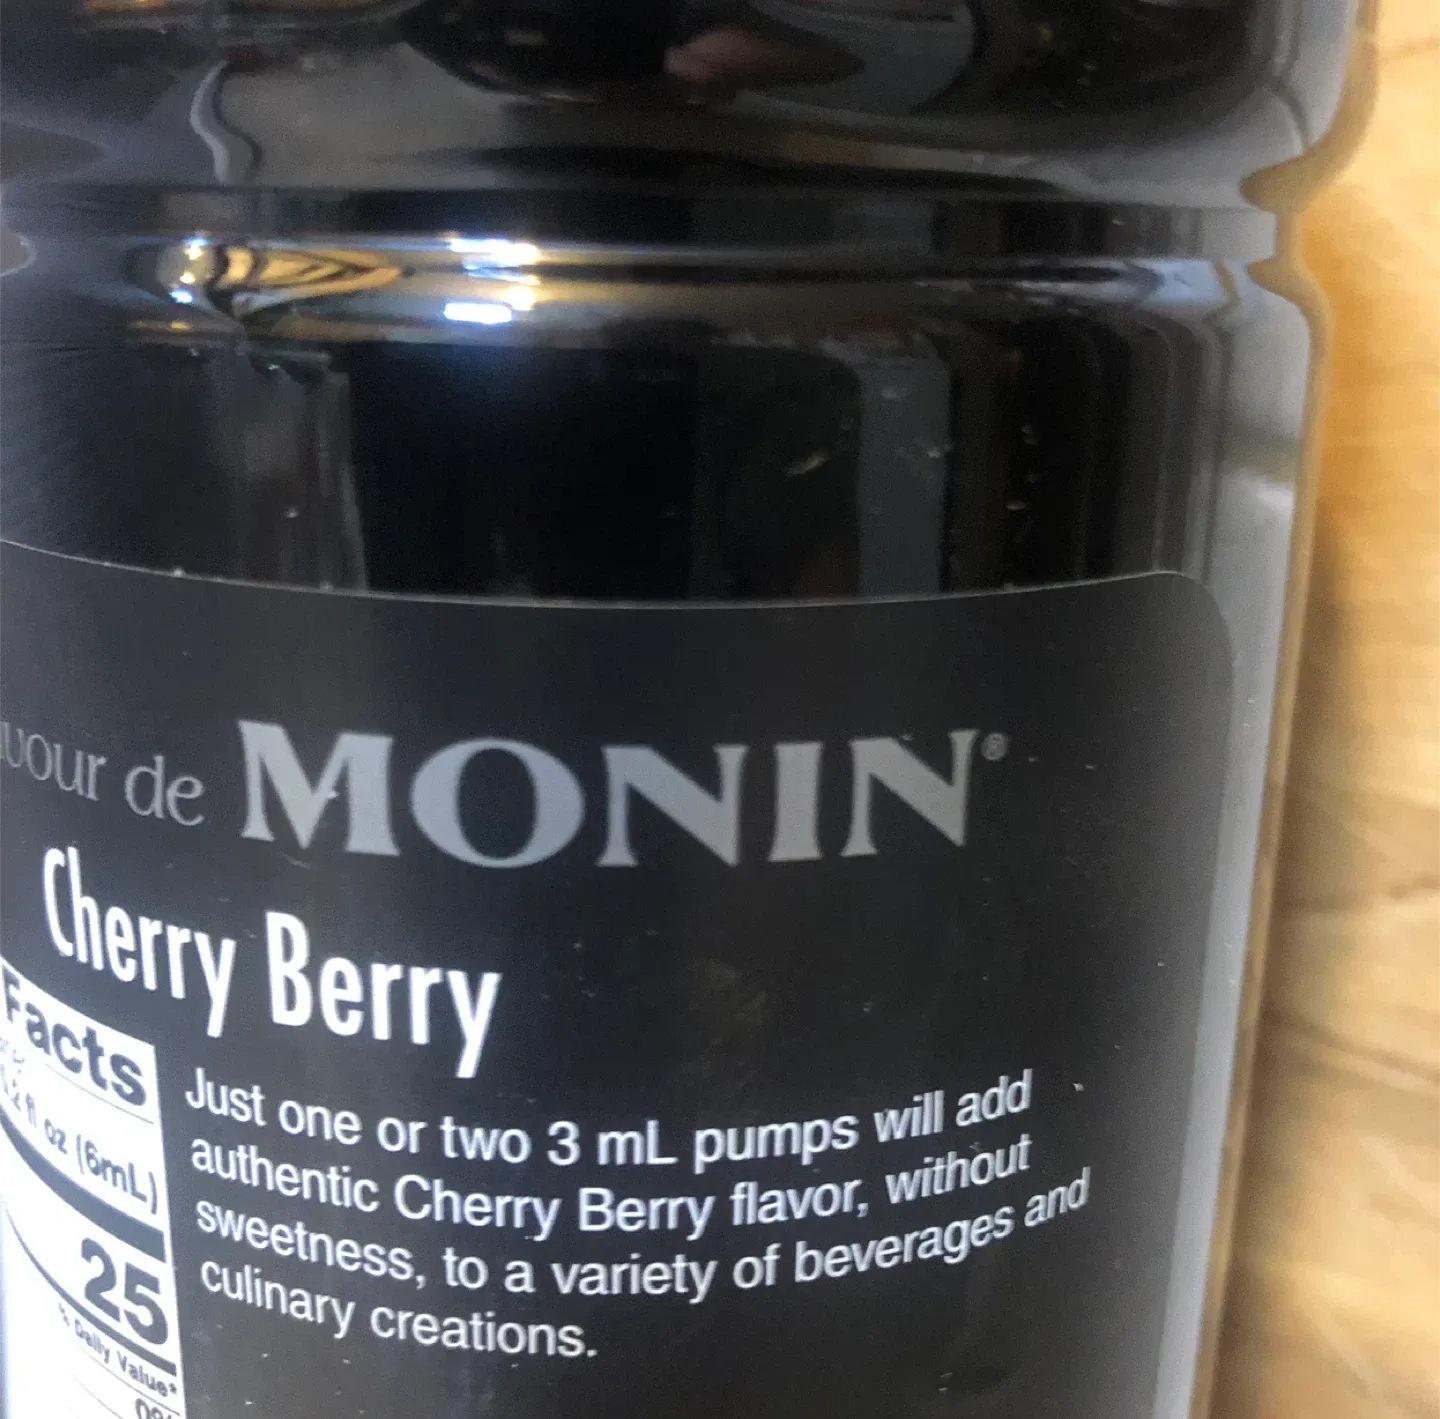 de MONIN®
Cherry Berry
Facts
fl oz (6mL)
25
% Daily Value*
Just one or two 3 mL pumps will add
authentic Cherry Berry flavor, without
sweetness, to a variety of beverages and
culinary creations.